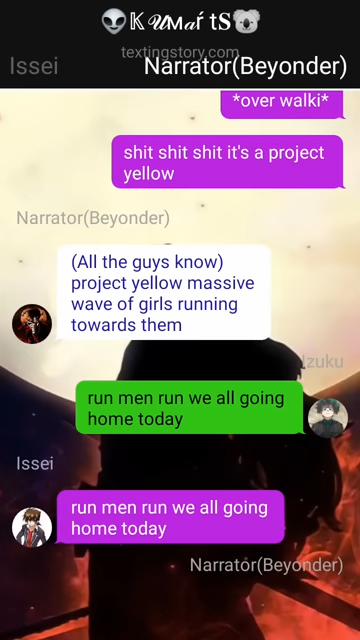 👽𝕂 𝓤мαŕ tS🐨
textingstory.com
Issei
Narrator(Beyonder)
*over walki*
shit shit shit it's a project
yellow
Narrator(Beyonder)
(All the guys know)
project yellow massive
wave of girls running
towards them
Izuku
run men run we all going
home today
Issei
run men run we all going
home today
Narrator(Beyonder)